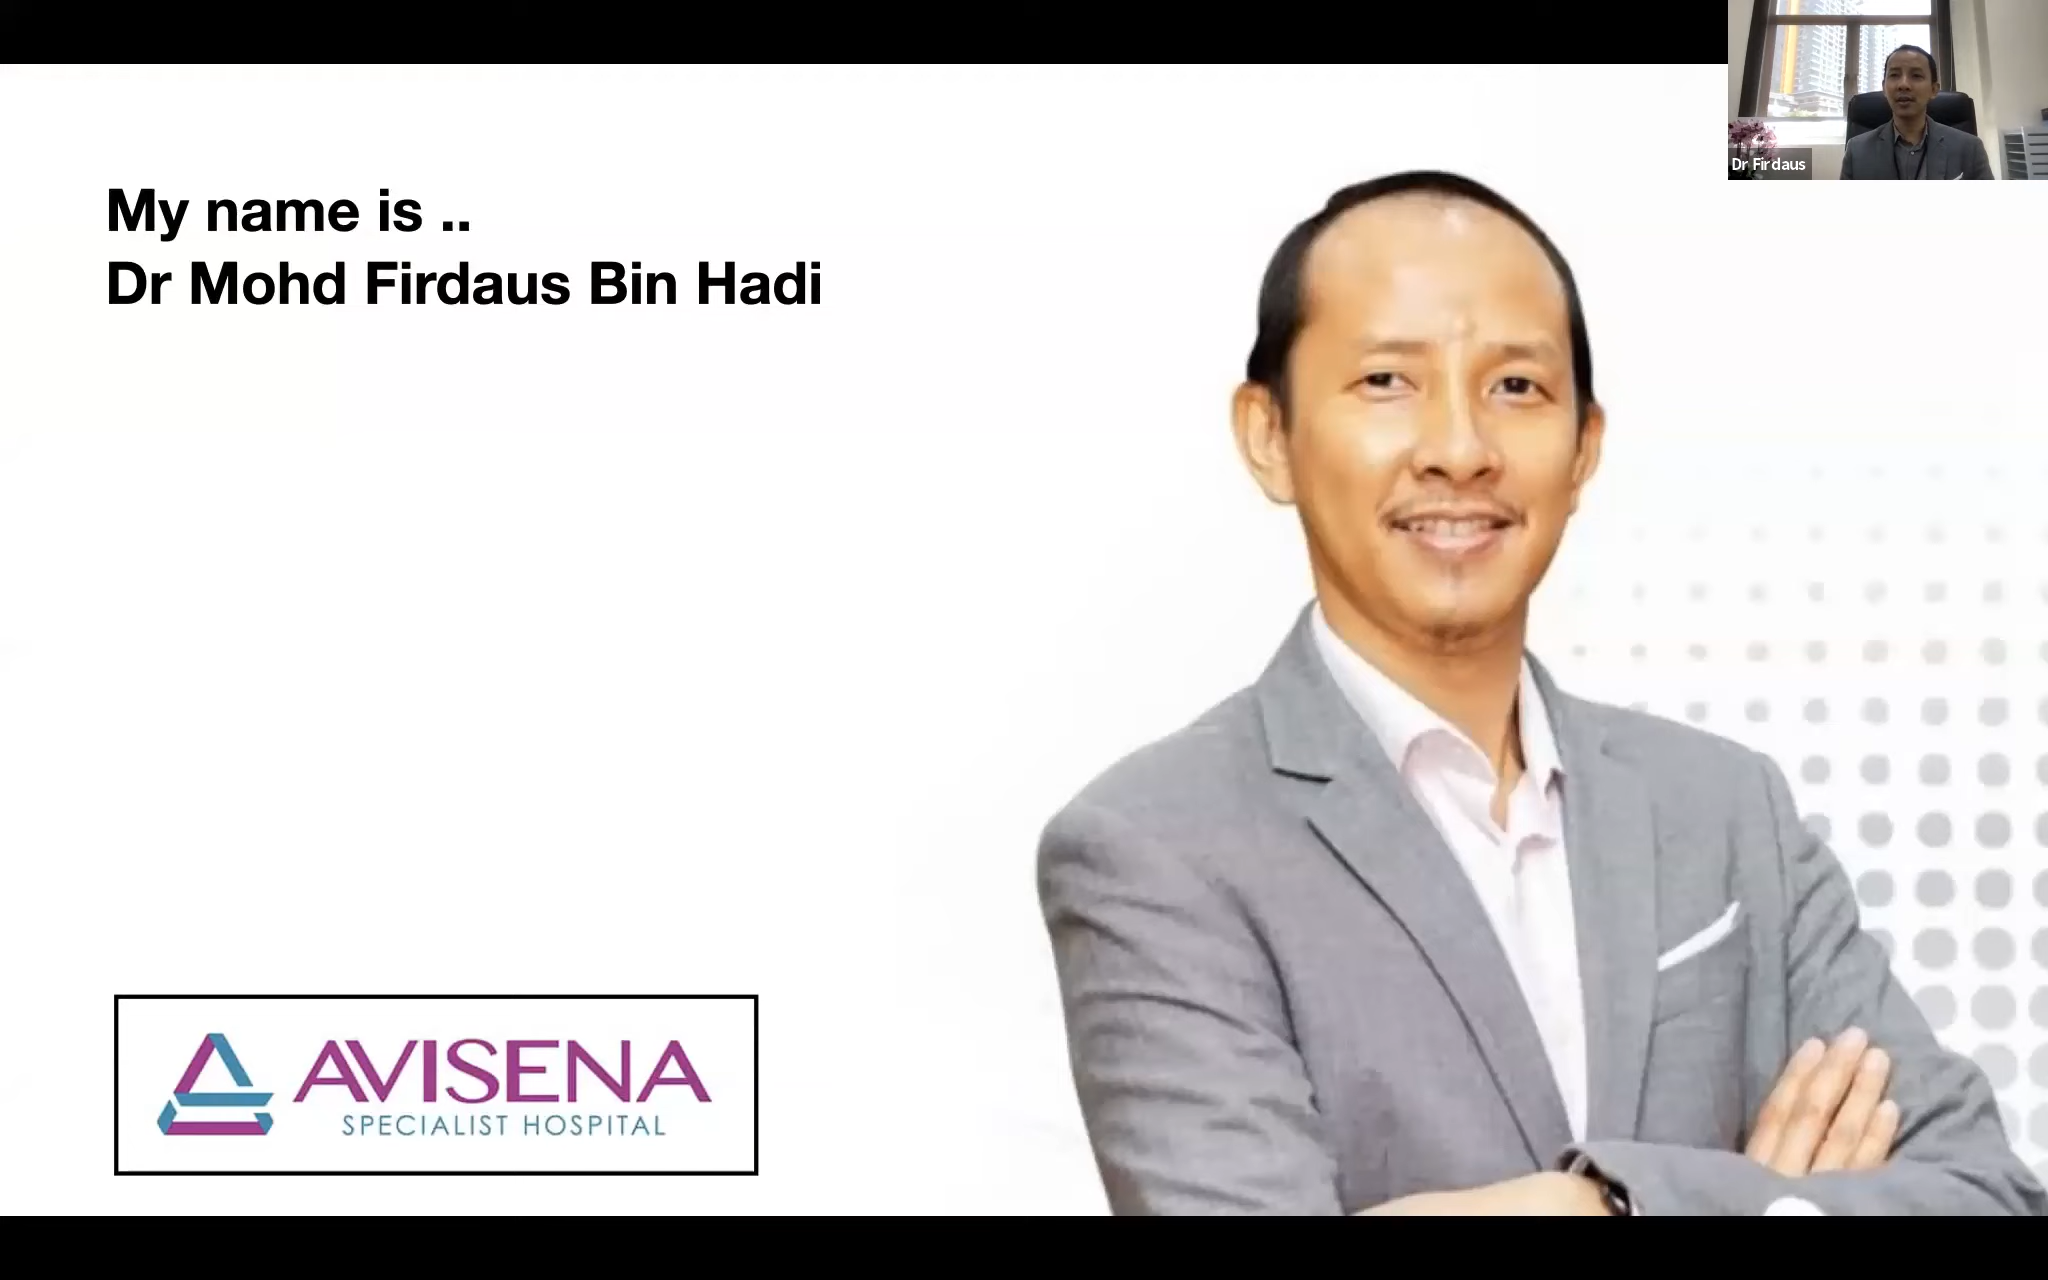 My name is ..
Dr Mohd Firdaus Bin Hadi
Dr Firdaus
AVISENA
SPECIALIST HOSPITAL